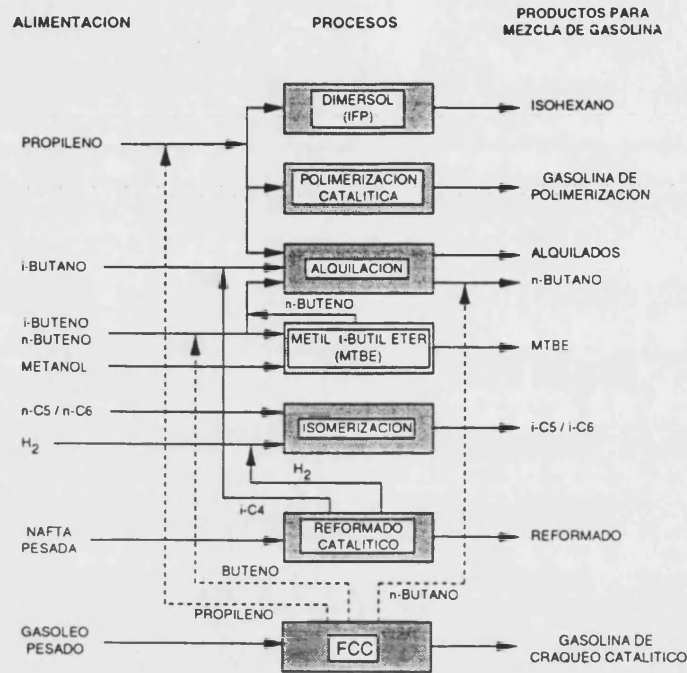 ALIMENTACION
PROCESOS
PRODUCTOS PARA
MEZCLA DE GASOLINA
DIMERSOL
(IFP)
ISOHEXANO
PROPILENO
POLIMERIZACION
CATALITICA
GASOLINA DE
POLIMERIZACION
i-BUTANO
ALQUILACION
ALQUILADOS
n-BUTANO
n-BUTENO
i-BUTENO
n-BUTENO
METIL i-BUTIL ETER
(MTBE)
MTBE
METANOL
n-C5 / n-C6
ISOMERIZACION
i-C5 / i-C6
H2
H2
i-C4
NAFTA
PESADA
REFORMADO
CATALITICO
REFORMADO
BUTENO
n-BUTANO
PROPILENO
GASOLEO
PESADO
FCC
GASOLINA DE
CRAQUEO CATALITICO